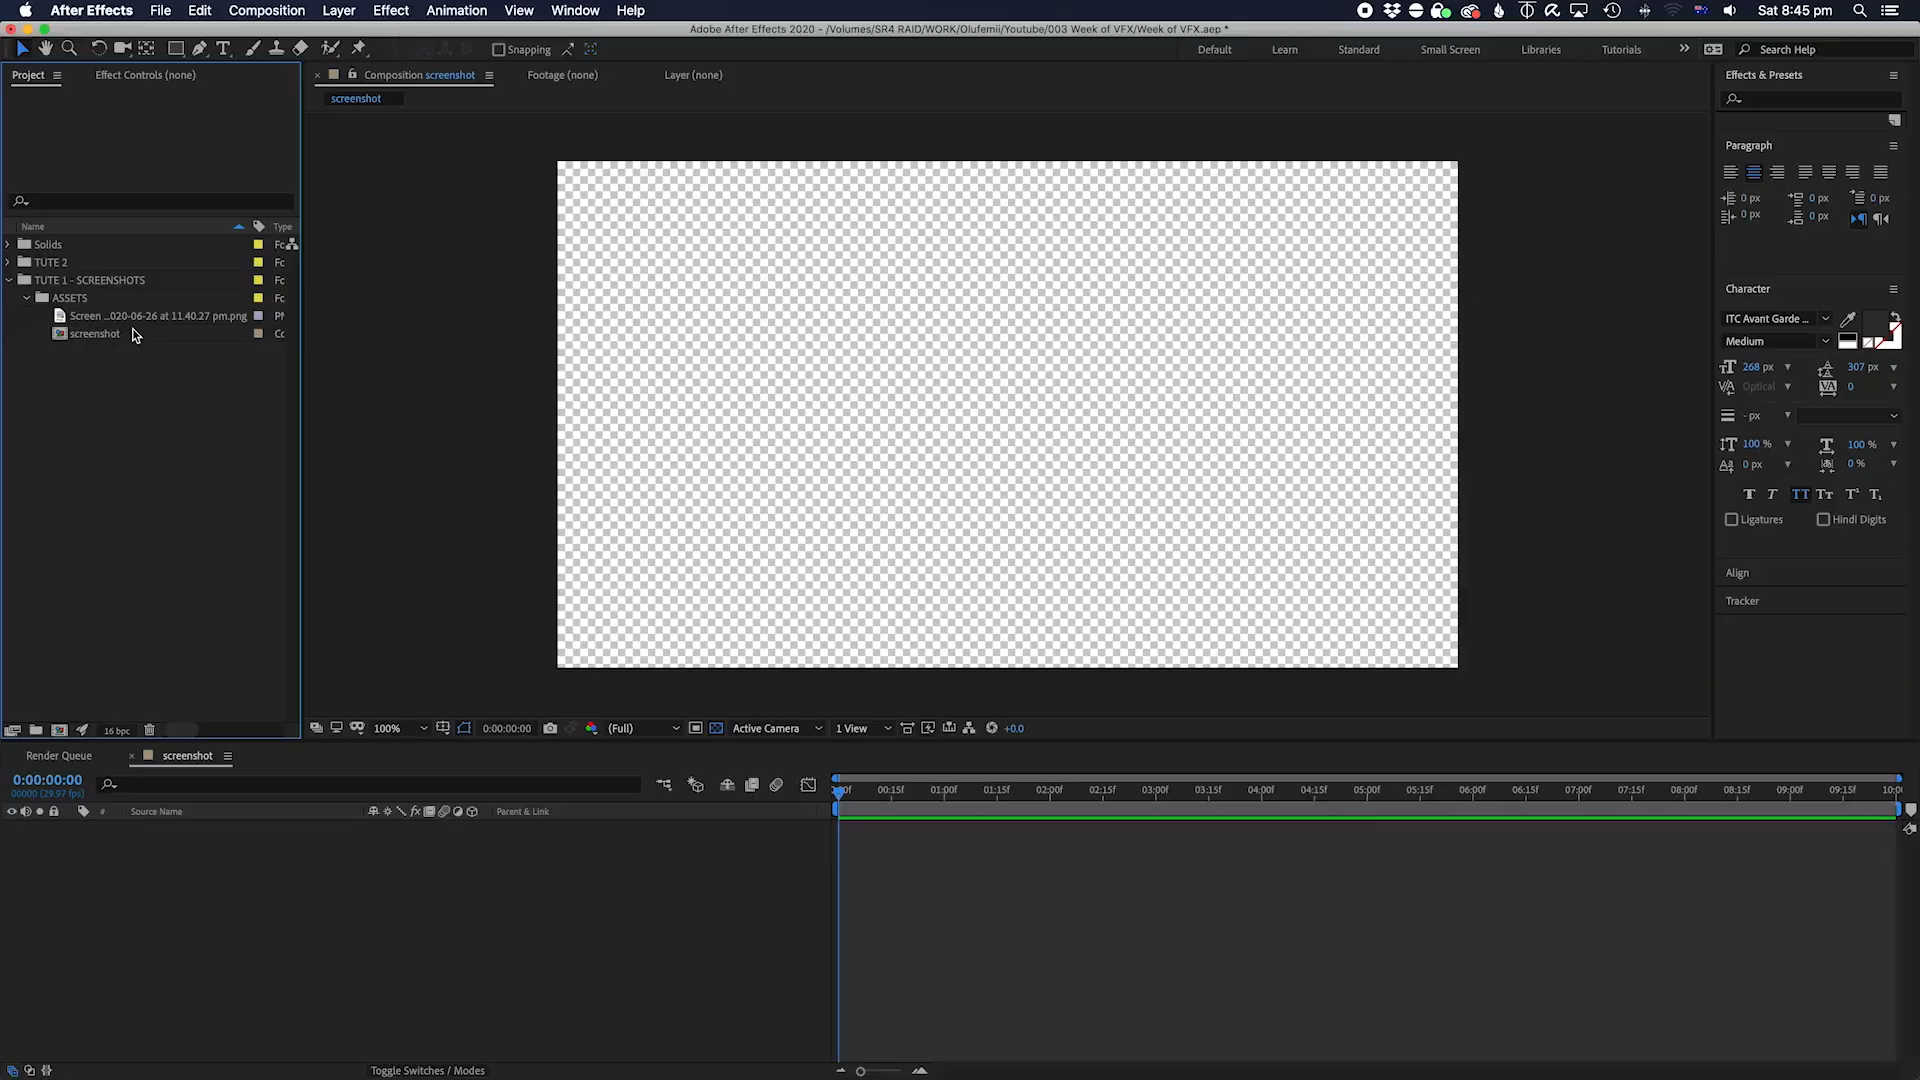 After Effects File Edit Composition Layer Effect Animation View Window Help Sat 8:45 pm
Adobe After Effects 2020 - /Volumes/SR4 RAID/WORK/Olufemii/Youtube/003 Week of VFX/Week of VFX.aep *
Snapping Default Learn Standard Small Screen Libraries Tutorials Search Help
Project Effect Controls (none) Composition screenshot Footage (none) Layer (none) Effects & Presets
screenshot
Paragraph
0 px 0 px 0 px
0 px 0 px
Name Type
Solids Fc
TUTE 2 Fc
TUTE 1 - SCREENSHOTS Fc
ASSETS Fc
Screen ...020-06-26 at 11.40.27 pm.png
screenshot Cc
Character
ITC Avant Garde ...
Medium
268 px 307 px
Optical 0
- px
100 % 100 %
0 px 0 %
Ligatures Hindi Digits
Align
Tracker
16 bpc 100% 0:00:00:00 (Full) Active Camera 1 View +0.0
Render Queue screenshot
0:00:00:00
00000 (29.97 fps)
00:15f 01:00f 01:15f 02:00f 02:15f 03:00f 03:15f 04:00f 04:15f 05:00f 05:15f 06:00f 06:15f 07:00f 07:15f 08:00f 08:15f 09:00f 09:15f
# Source Name Parent & Link
Toggle Switches / Modes